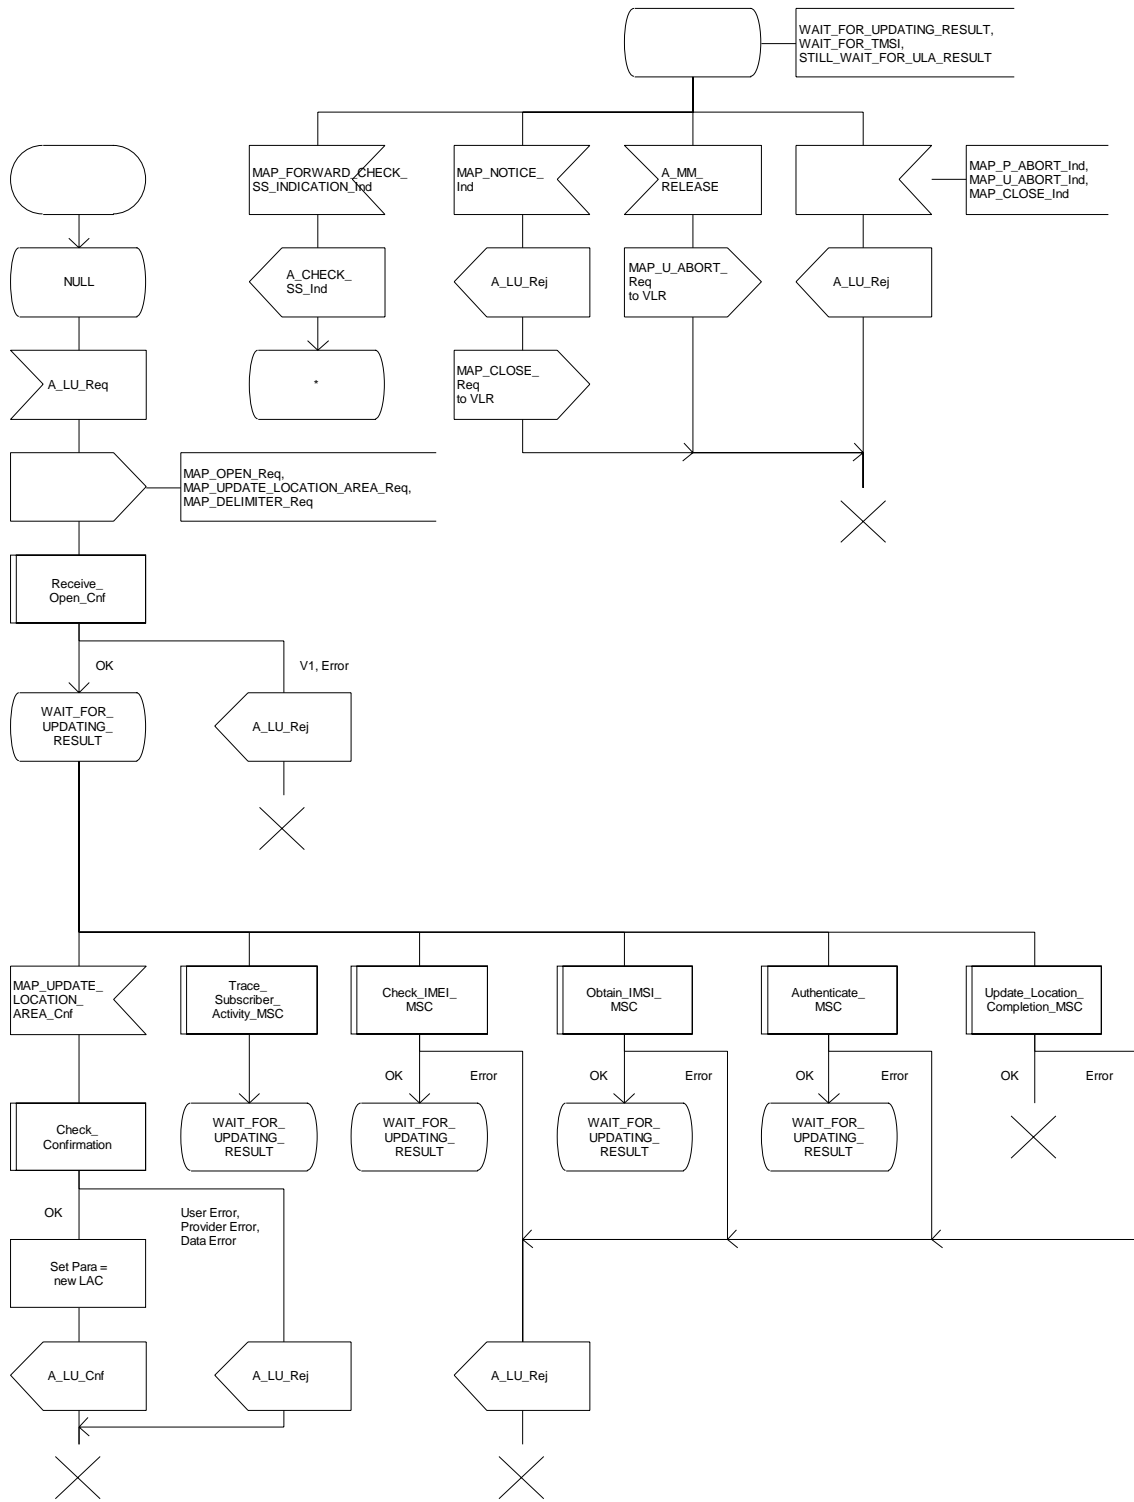 WAIT_FOR_UPDATING_RESULT,
WAIT_FOR_TMSI,
STILL_WAIT_FOR_ULA_RESULT
MAP_FORWARD_CHECK_
SS_INDICATION_Ind
MAP_NOTICE_
Ind
A_MM_
RELEASE
MAP_P_ABORT_Ind,
MAP_U_ABORT_Ind,
MAP_CLOSE_Ind
NULL
A_CHECK_
SS_Ind
A_LU_Rej
MAP_U_ABORT_
Req
to VLR
A_LU_Rej
A_LU_Req
*
MAP_CLOSE_
Req
to VLR
MAP_OPEN_Req,
MAP_UPDATE_LOCATION_AREA_Req,
MAP_DELIMITER_Req
Receive_
Open_Cnf
OK
V1, Error
WAIT_FOR_
UPDATING_
RESULT
A_LU_Rej
MAP_UPDATE_
LOCATION_
AREA_Cnf
Trace_
Subscriber_
Activity_MSC
Check_IMEI_
MSC
Obtain_IMSI_
MSC
Authenticate_
MSC
Update_Location_
Completion_MSC
OK
Error
OK
Error
OK
Error
OK
Error
Check_
Confirmation
WAIT_FOR_
UPDATING_
RESULT
WAIT_FOR_
UPDATING_
RESULT
WAIT_FOR_
UPDATING_
RESULT
WAIT_FOR_
UPDATING_
RESULT
OK
User Error,
Provider Error,
Data Error
Set Para =
new LAC
A_LU_Cnf
A_LU_Rej
A_LU_Rej